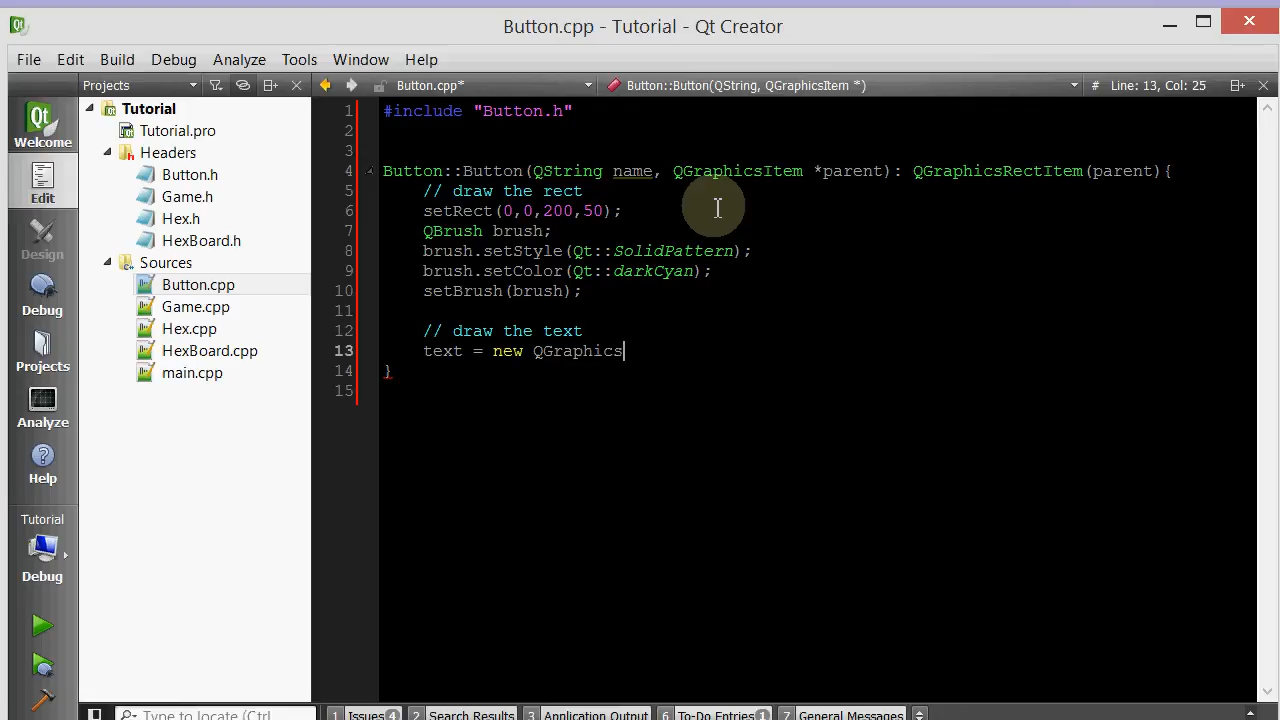 Button.cpp - Tutorial - Qt Creator
File Edit Build Debug Analyze Tools Window Help
Projects Button.cpp* Button::Button(QString, QGraphicsItem *) # Line: 13, Col: 25
Qt
Welcome
Edit
Design
Debug
Projects
Analyze
Help
Tutorial
Debug
Tutorial
Tutorial.pro
Headers
Button.h
Game.h
Hex.h
HexBoard.h
Sources
Button.cpp
Game.cpp
Hex.cpp
HexBoard.cpp
main.cpp
1 #include "Button.h"
2
3
4 Button::Button(QString name, QGraphicsItem *parent): QGraphicsRectItem(parent){
5 // draw the rect
6 setRect(0,0,200,50);
7 QBrush brush;
8 brush.setStyle(Qt::SolidPattern);
9 brush.setColor(Qt::darkCyan);
10 setBrush(brush);
11
12 // draw the text
13 text = new QGraphics
14 }
15
Type to locate (Ctrl 1 Issues 4 2 Search Results 3 Application Output 6 To-Do Entries 1 7 General Messages